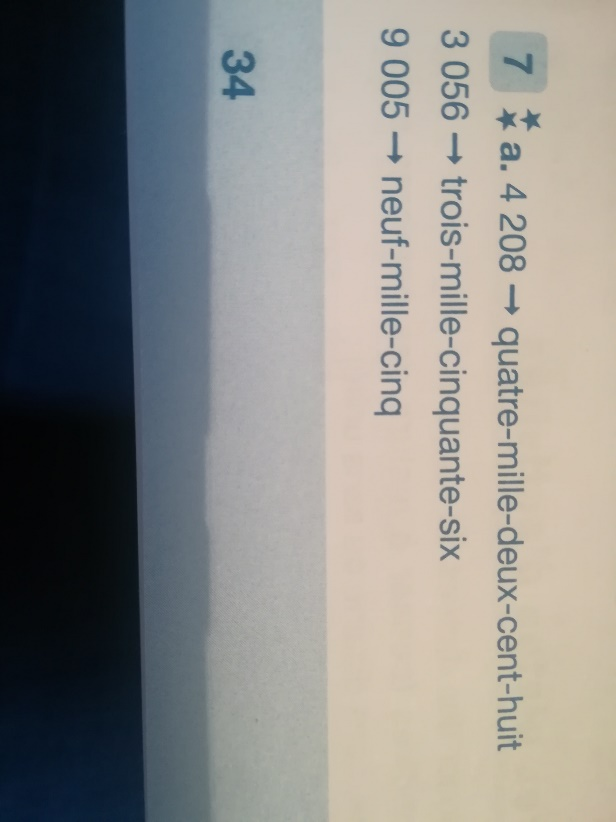 7 ★★ a. 4 208 → quatre-mille-deux-cent-huit
3 056 → trois-mille-cinquante-six
9 005 → neuf-mille-cinq
34